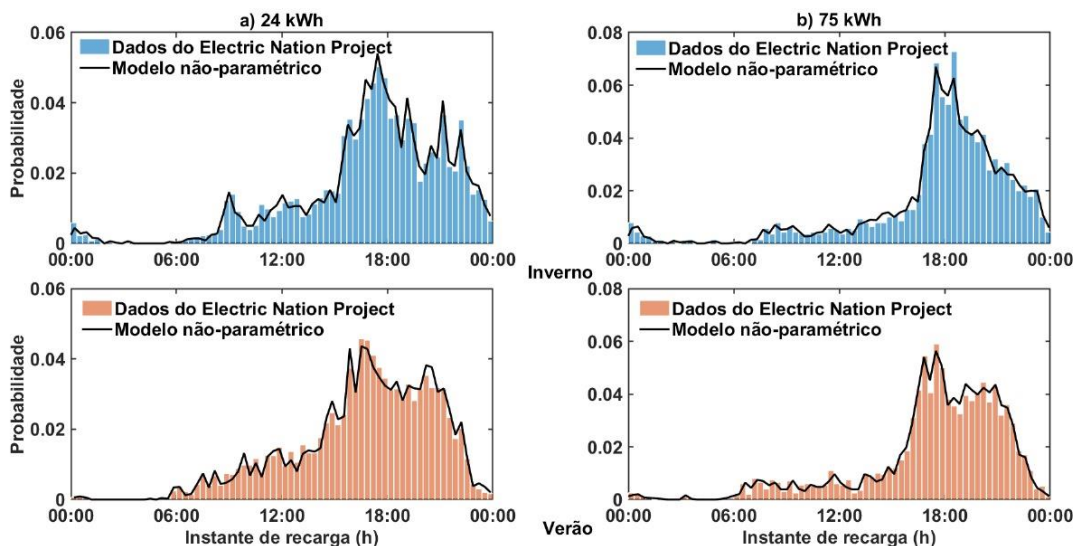 a) 24 kWh
b) 75 kWh
0.06
0.04
0.02
0
Probabilidade
Dados do Electric Nation Project
Modelo não-paramétrico
00:00 06:00 12:00 18:00 00:00
0.08
0.06
0.04
0.02
0
Dados do Electric Nation Project
Modelo não-paramétrico
00:00 06:00 12:00 18:00 00:00
Inverno
0.06
0.04
0.02
0
Probabilidade
Dados do Electric Nation Project
Modelo não-paramétrico
00:00 06:00 12:00 18:00 00:00
Instante de recarga (h)
0.08
0.06
0.04
0.02
0
Dados do Electric Nation Project
Modelo não-paramétrico
00:00 06:00 12:00 18:00 00:00
Instante de recarga (h)
Verão